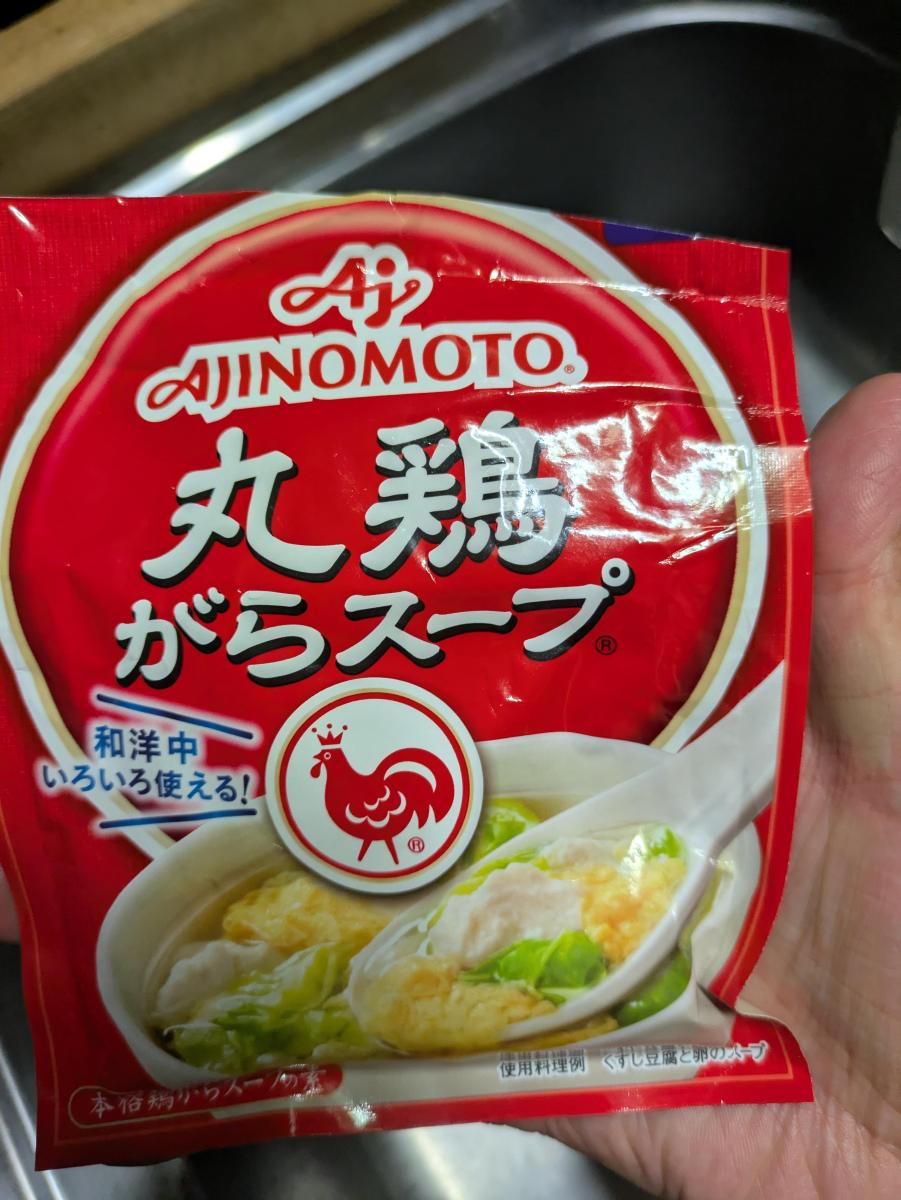 Aj
AJINOMOTO®
丸鶏
がらスープ®
和洋中
いろいろ使える!
®
使用料理例 くずし豆腐と卵のスープ
本格鶏がらスープの素